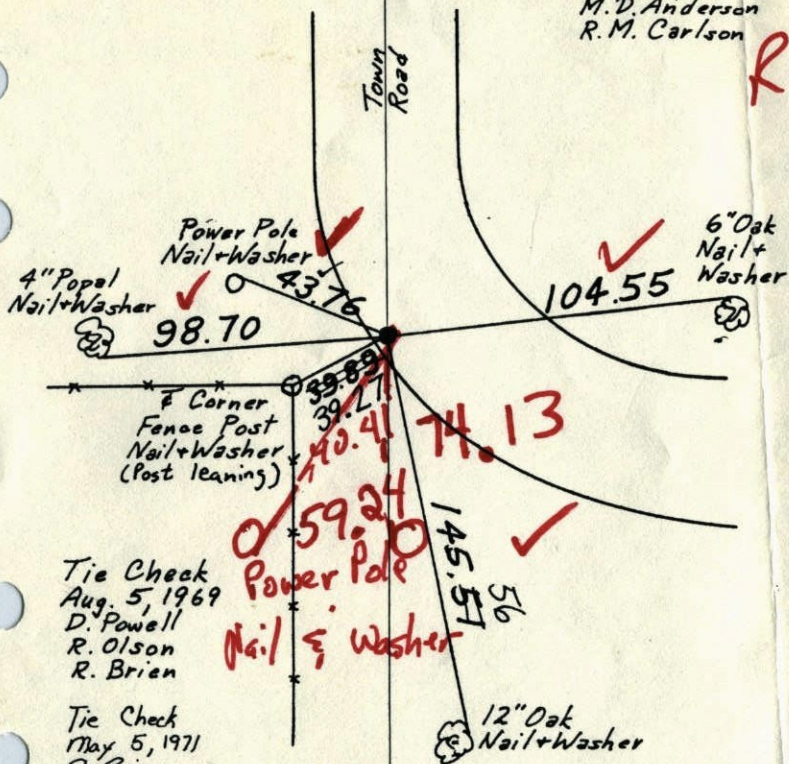 M.D. Anderson
R.M. Carlson
R
Town
Road
Power Pole
Nail+Washer
43.76
4" Popal
Nail+Washer
98.70
6" Oak
Nail+
Washer
104.55
39.89
39.27
40.41
74.13
Corner
Fence Post
Nail+Washer
(Post leaning)
59.24
Power Pole
Nail & Washer
145.51
56
Tie Check
Aug. 5, 1969
D. Powell
R. Olson
R. Brien
Tie Check
May 5, 1971
12" Oak
Nail+Washer